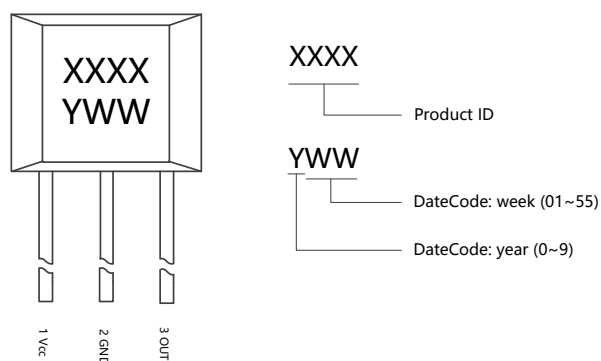 XXXX
YWW
1 Vcc
2 GND
3 OUT
XXXX
Product ID
YWW
DateCode: week (01~55)
DateCode: year (0~9)